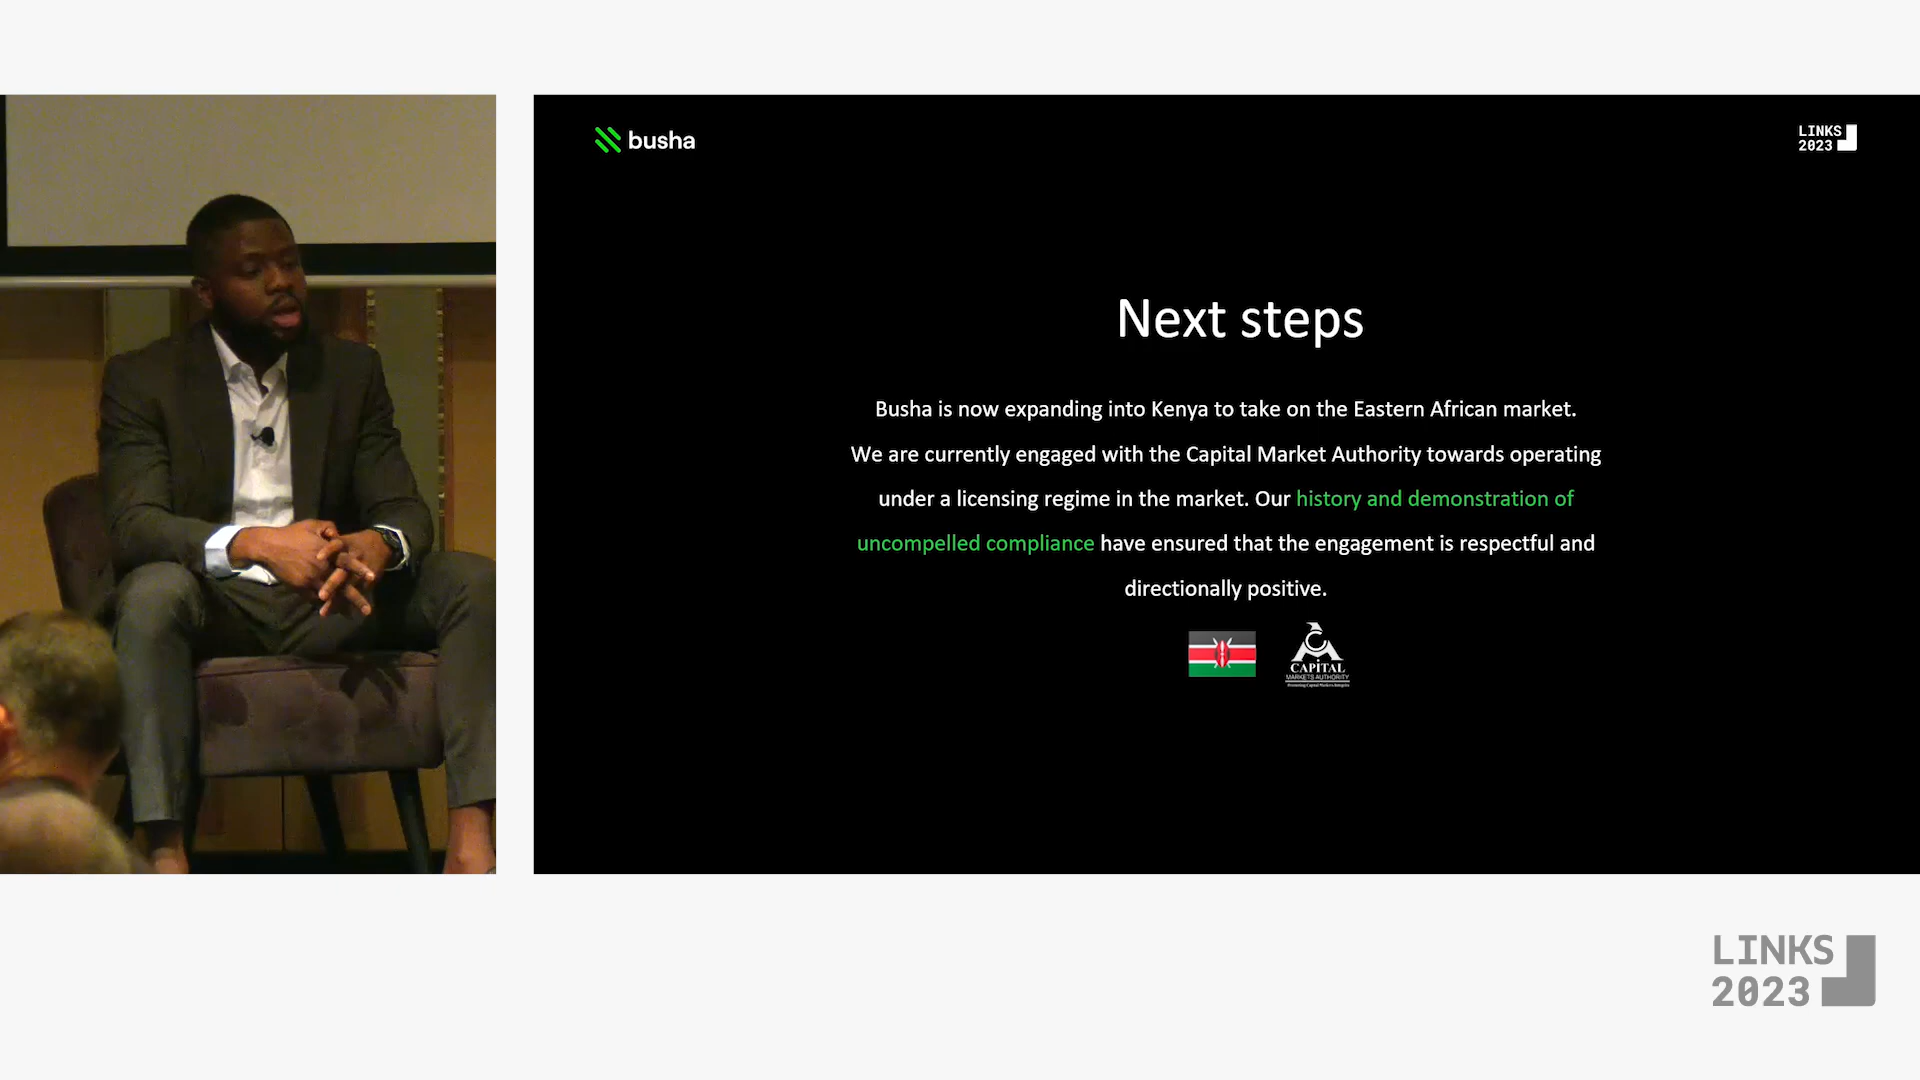 busha
LINKS
2023
Next steps
Busha is now expanding into Kenya to take on the Eastern African market.
We are currently engaged with the Capital Market Authority towards operating
under a licensing regime in the market. Our history and demonstration of
uncompelled compliance have ensured that the engagement is respectful and
directionally positive.
CAPiTAL
MARKETS AUTHORITY
LINKS
2023